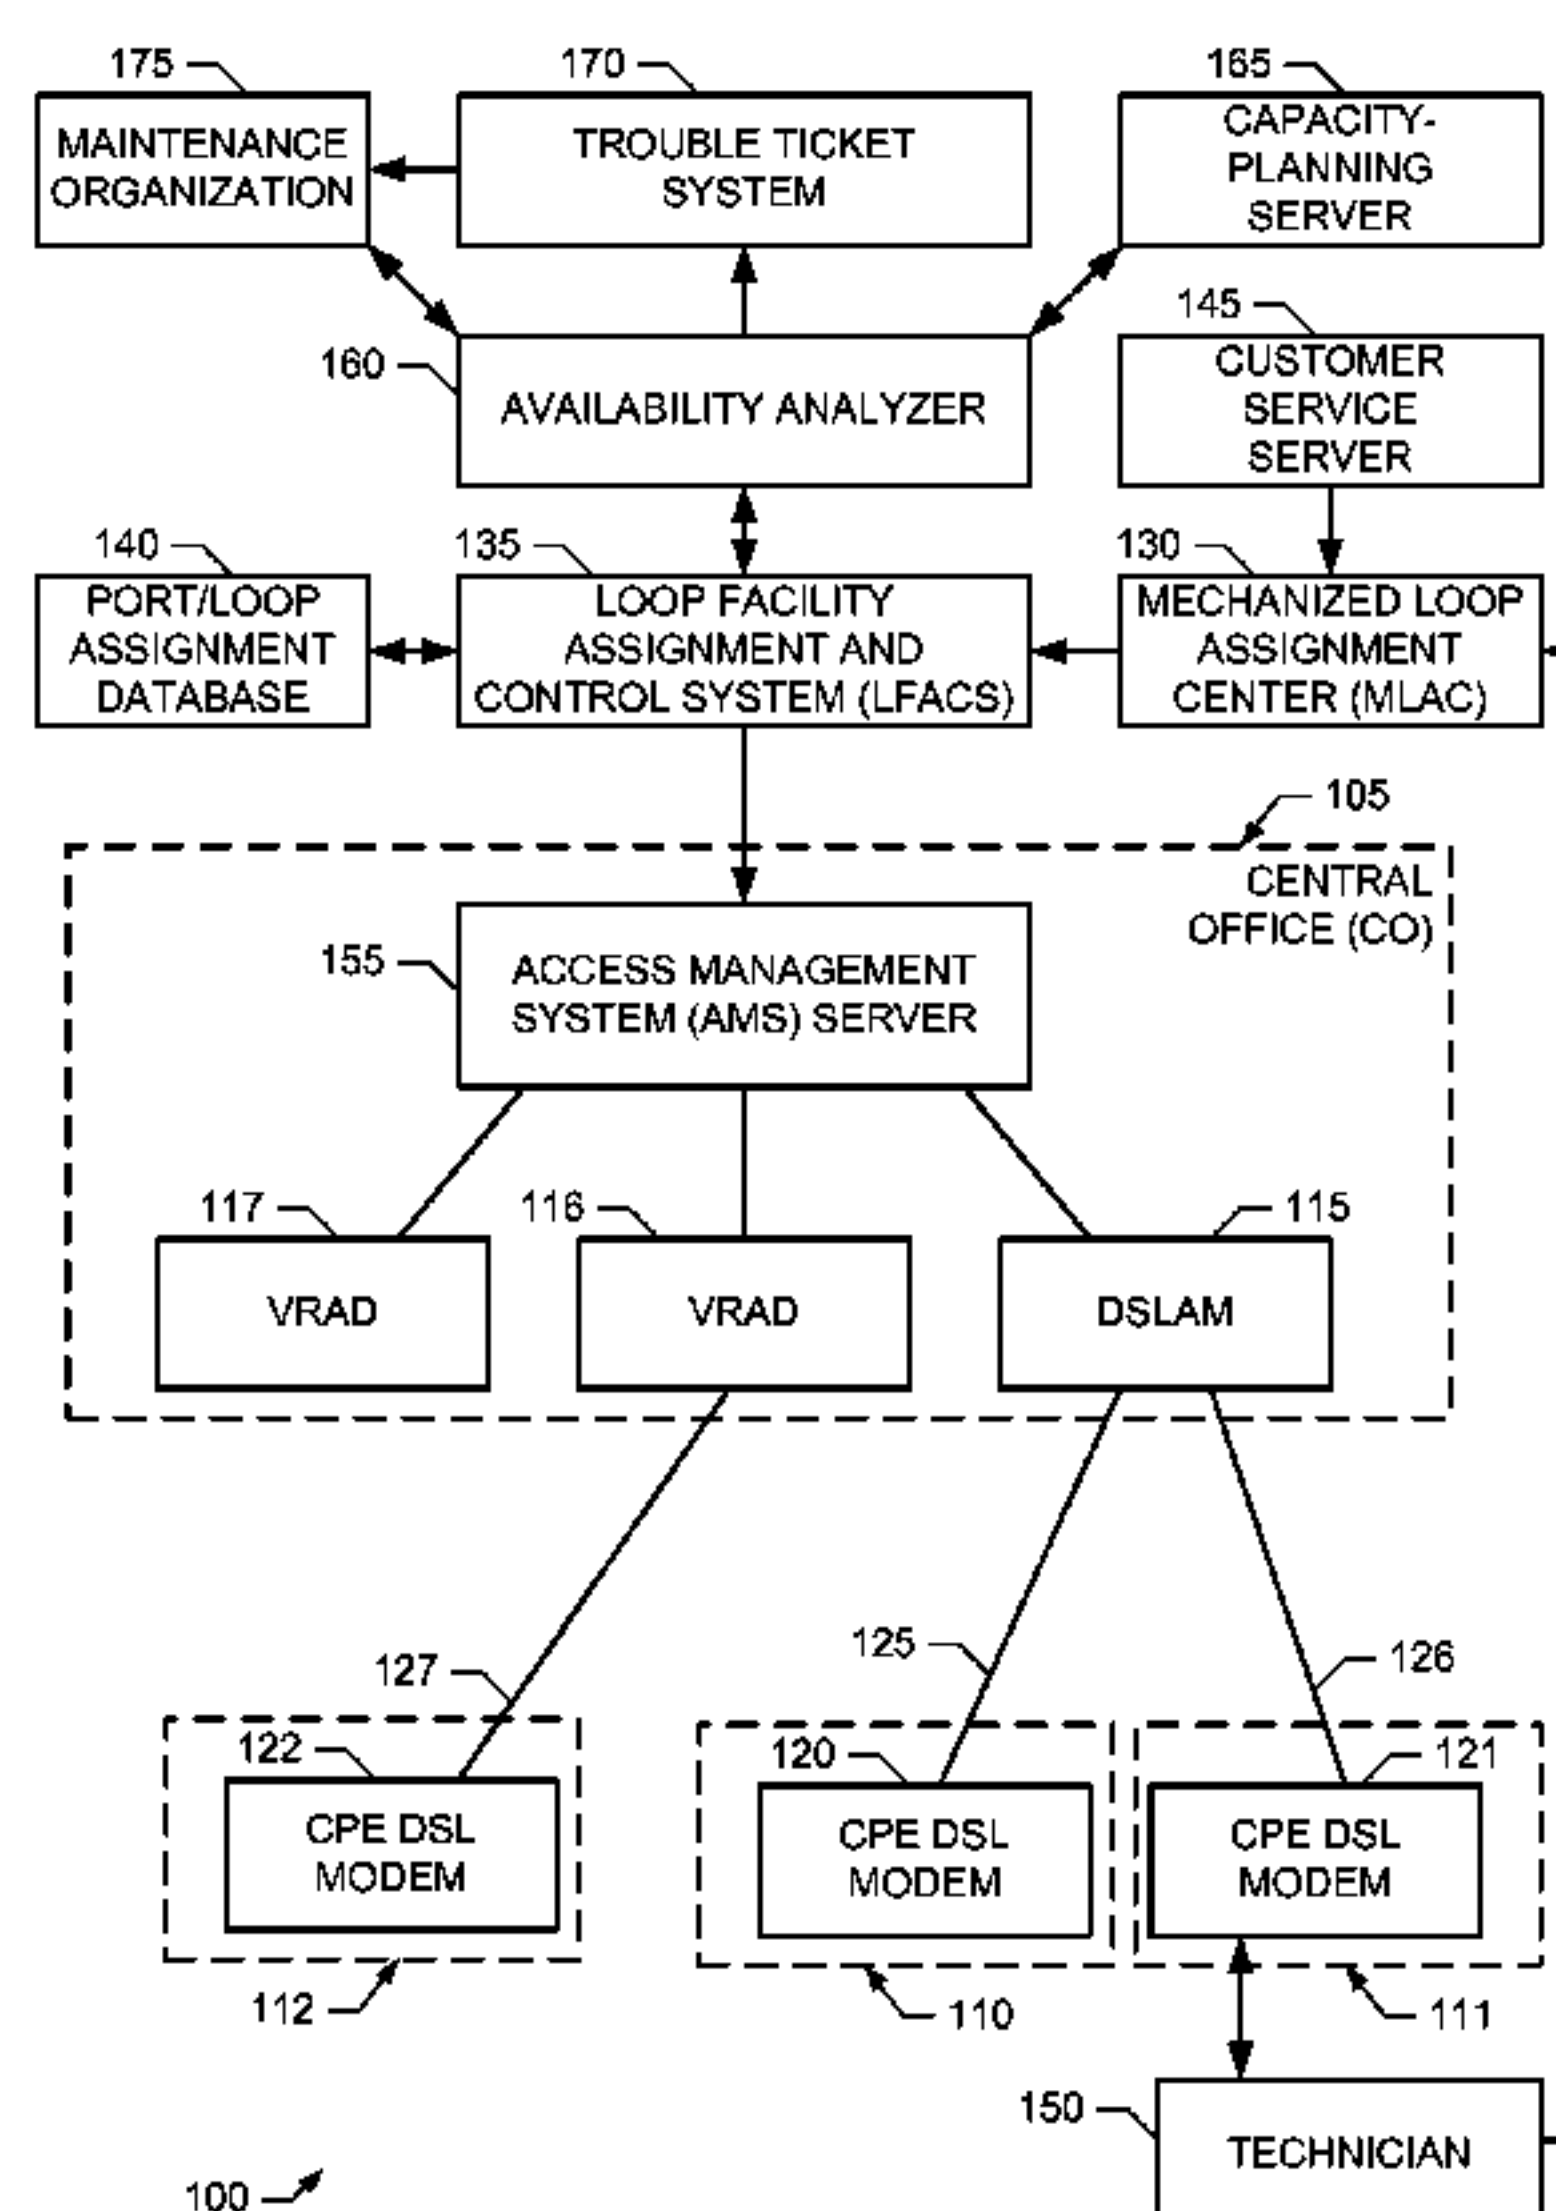 175
170
165
MAINTENANCE
ORGANIZATION
TROUBLE TICKET
SYSTEM
CAPACITY-
PLANNING
SERVER
145
160
AVAILABILITY ANALYZER
CUSTOMER
SERVICE
SERVER
140
135
130
PORT/LOOP
ASSIGNMENT
DATABASE
LOOP FACILITY
ASSIGNMENT AND
CONTROL SYSTEM (LFACS)
MECHANIZED LOOP
ASSIGNMENT
CENTER (MLAC)
105
CENTRAL
OFFICE (CO)
155
ACCESS MANAGEMENT
SYSTEM (AMS) SERVER
117
116
115
VRAD
VRAD
DSLAM
127
125
126
122
120
121
CPE DSL
MODEM
CPE DSL
MODEM
CPE DSL
MODEM
112
110
111
150
TECHNICIAN
100